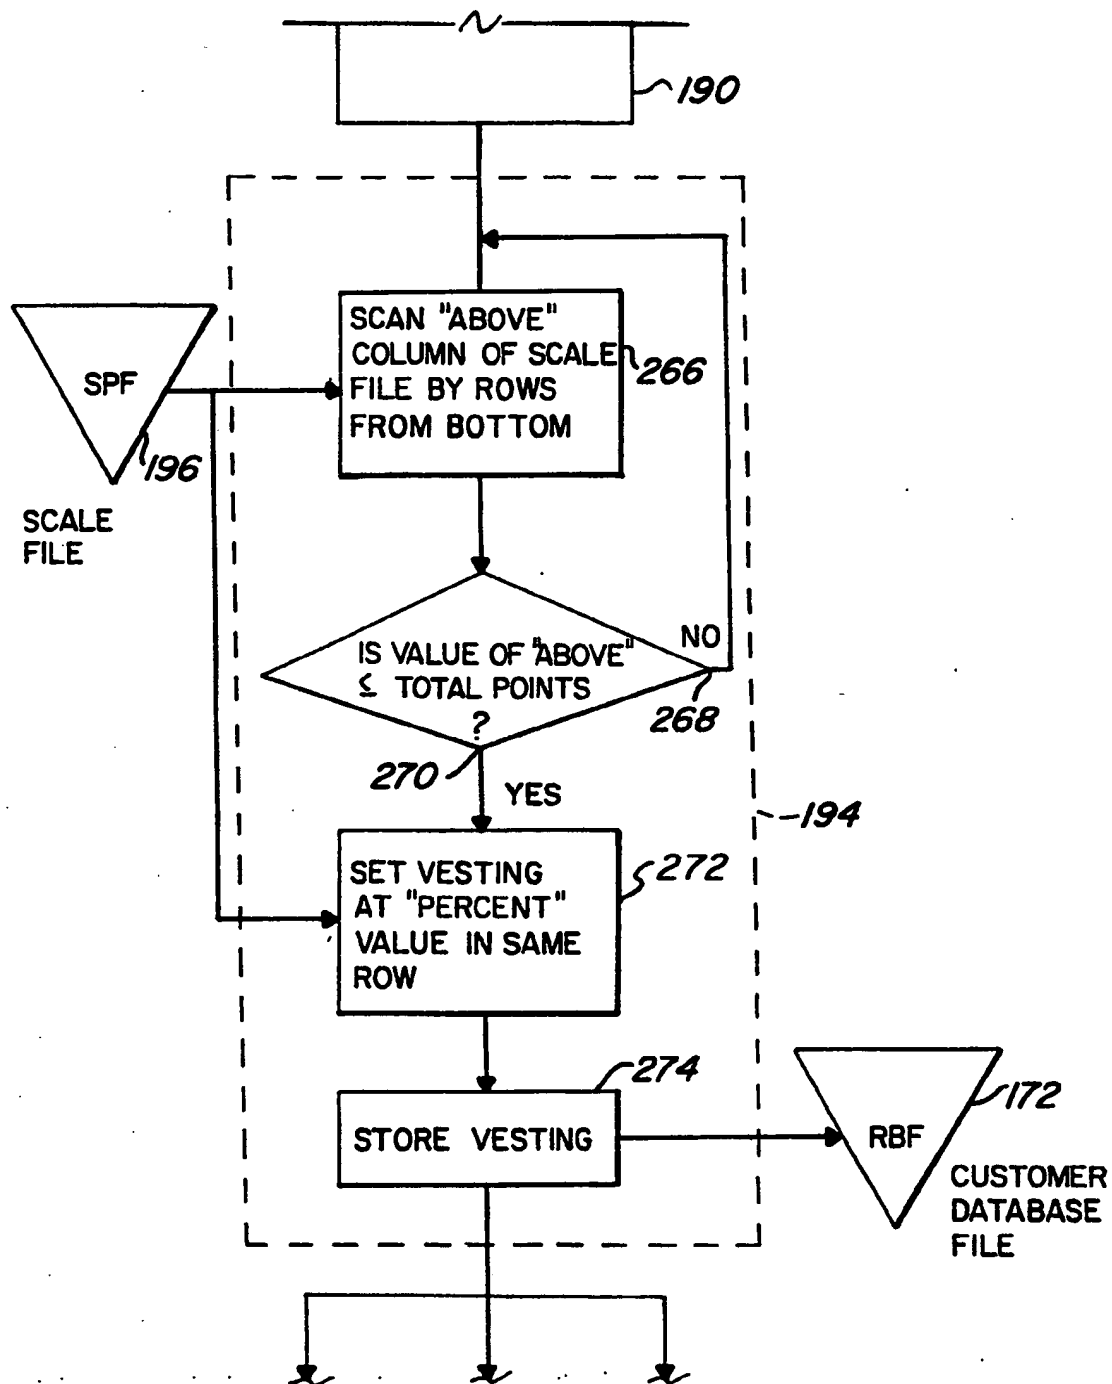 190
SCAN "ABOVE"
COLUMN OF SCALE
FILE BY ROWS
FROM BOTTOM
266
SPF
196
SCALE
FILE
IS VALUE OF "ABOVE"
≤ TOTAL POINTS
?
NO
268
270
YES
194
SET VESTING
AT "PERCENT"
VALUE IN SAME
ROW
272
274
STORE VESTING
RBF
172
CUSTOMER
DATABASE
FILE